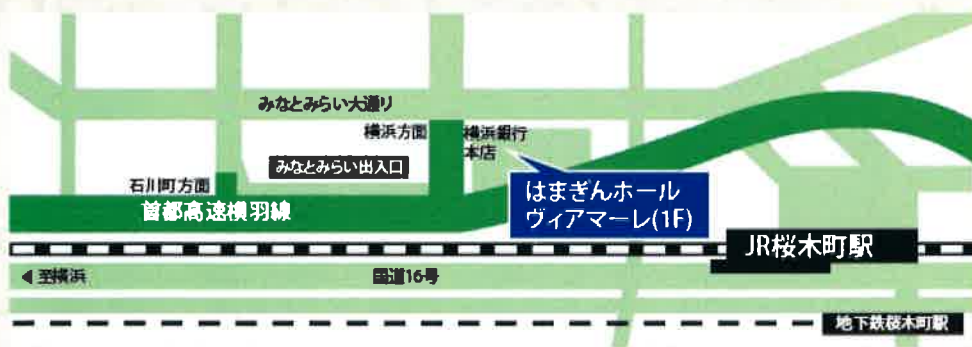 みなとみらい大通り
横浜方面
横浜銀行
本店
みなとみらい出入口
石川町方面
はまぎんホール
ヴィアマーレ(1F)
首都高速横羽線
JR桜木町駅
◀ 至横浜
国道16号
地下鉄桜木町駅